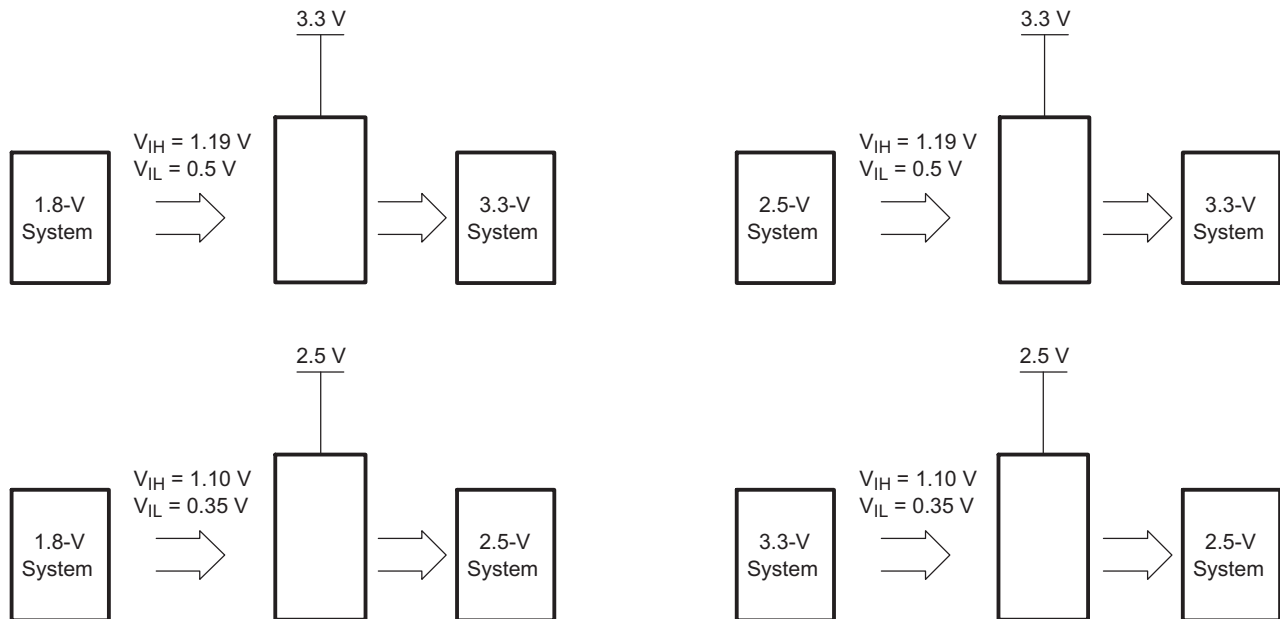 3.3 V
V_IH = 1.19 V
V_IL = 0.5 V
1.8-V
System
3.3-V
System
3.3 V
V_IH = 1.19 V
V_IL = 0.5 V
2.5-V
System
3.3-V
System
2.5 V
V_IH = 1.10 V
V_IL = 0.35 V
1.8-V
System
2.5-V
System
2.5 V
V_IH = 1.10 V
V_IL = 0.35 V
3.3-V
System
2.5-V
System